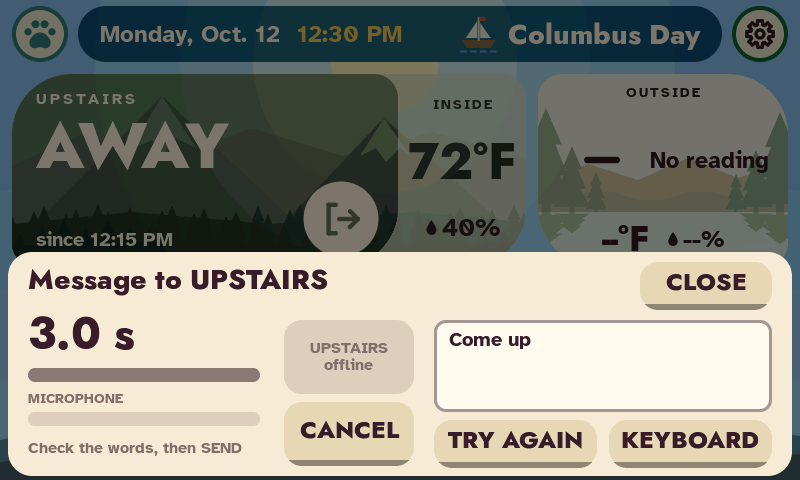 Monday, Oct. 12 12:30 PM Columbus Day
UPSTAIRS
AWAY
since 12:15 PM
INSIDE
72°F
40%
OUTSIDE
— No reading
--°F --%
Message to UPSTAIRS
CLOSE
3.0 s
MICROPHONE
Check the words, then SEND
UPSTAIRS
offline
CANCEL
Come up
TRY AGAIN KEYBOARD